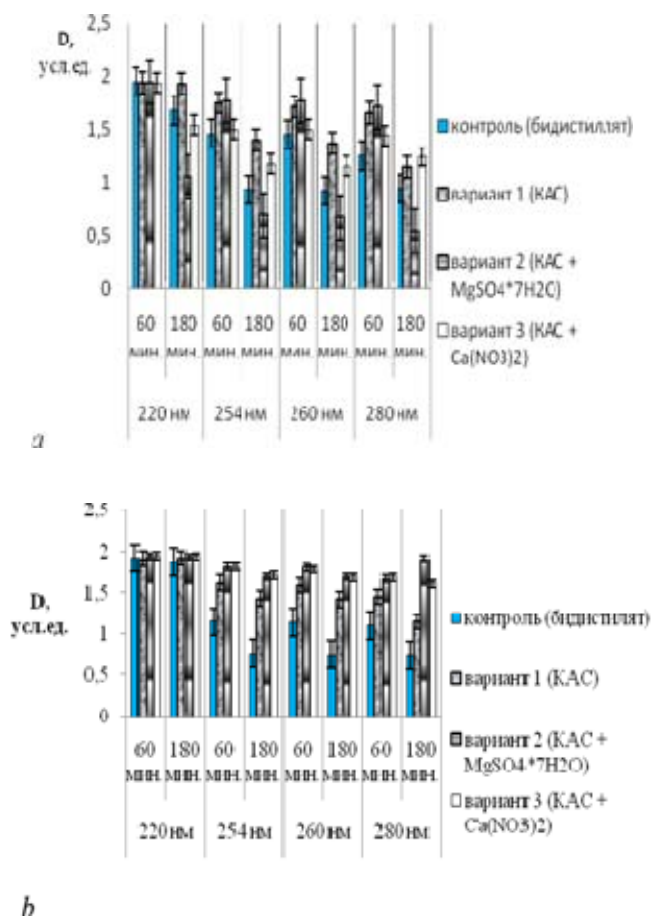 2,5
D,
усл.ед.
2
1,5
1
0,5
0
60 180 60 180 60 180 60 180
мин. мин. мин. мин. мин. мин. мин. мин.
220 нм 254 нм 260 нм 280 нм
контроль (бидистиллят)
вариант 1 (КАС)
вариант 2 (КАС +
MgSO4*7H2C)
вариант 3 (КАС +
Ca(NO3)2)
a
2,5
2
D,
усл.ед.
1,5
1
0,5
0
60 180 60 180 60 180 60 180
мин. мин. мин. мин. мин. мин. мин. мин.
220 нм 254 нм 260 нм 280 нм
контроль (бидистилят)
вариант 1 (КАС)
вариант 2 (КАС +
MgSO4*7H2O)
вариант 3 (КАС +
Ca(NO3)2)
b